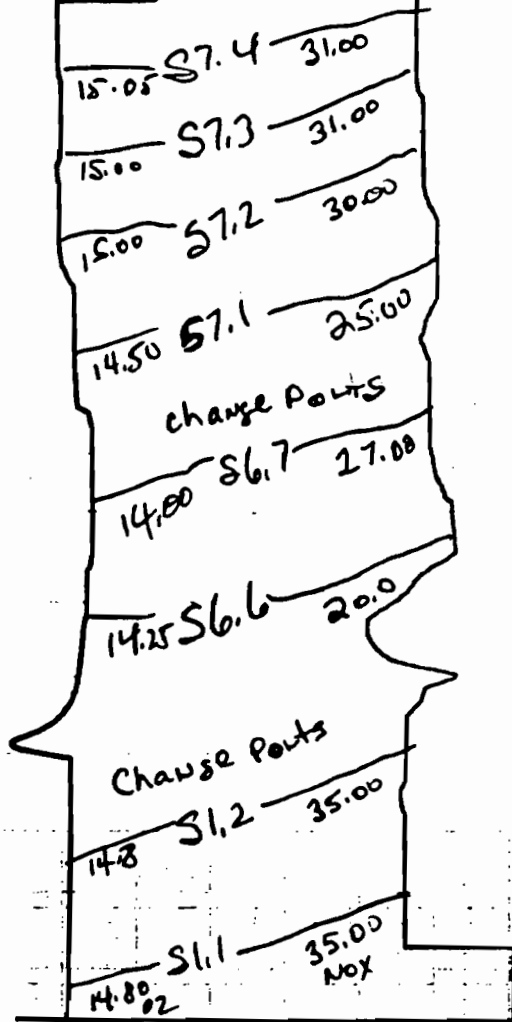 15.05 S7.4 31.00
15.00 S7.3 31.00
15.00 S7.2 30.00
14.50 S7.1 25.00
Change Ports
14.00 S6.7 17.00
14.25 S6.6 20.0
Change Ports
14.8 S1.2 35.00
14.80 S1.1 35.00
O2 NOX